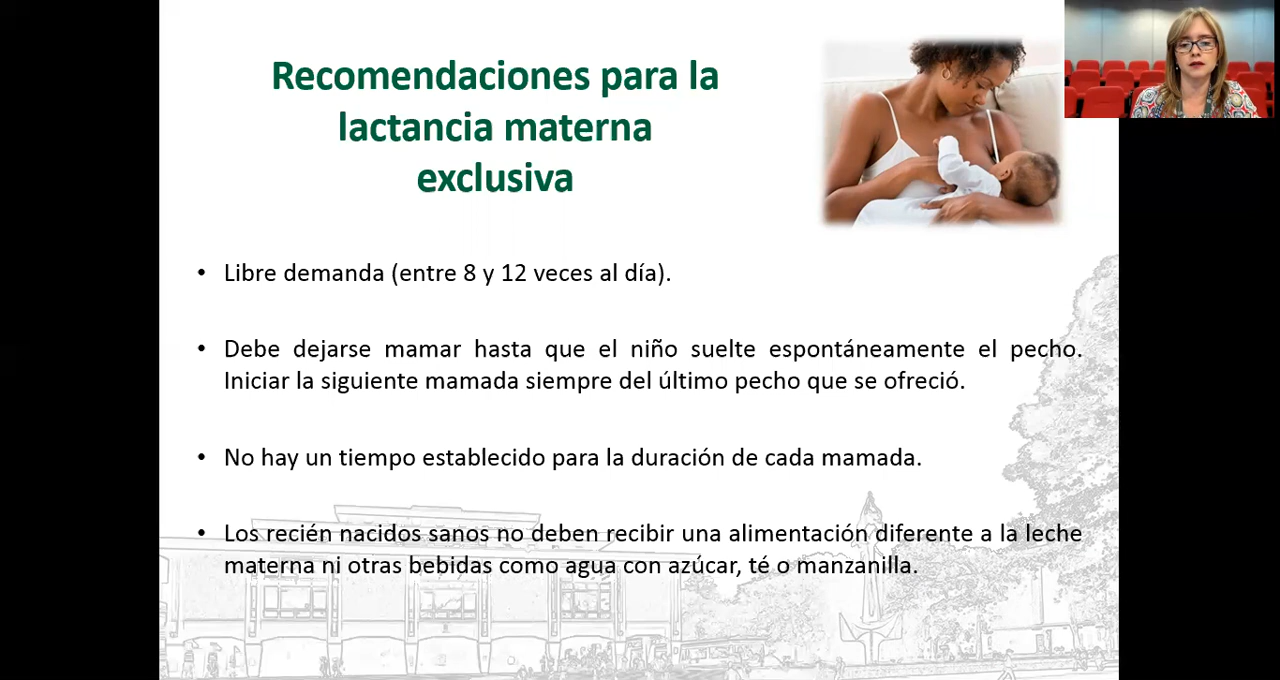 Recomendaciones para la
lactancia materna
exclusiva
• Libre demanda (entre 8 y 12 veces al día).
• Debe dejarse mamar hasta que el niño suelte espontáneamente el pecho.
Iniciar la siguiente mamada siempre del último pecho que se ofreció.
• No hay un tiempo establecido para la duración de cada mamada.
• Los recién nacidos sanos no deben recibir una alimentación diferente a la leche
materna ni otras bebidas como agua con azúcar, té o manzanilla.